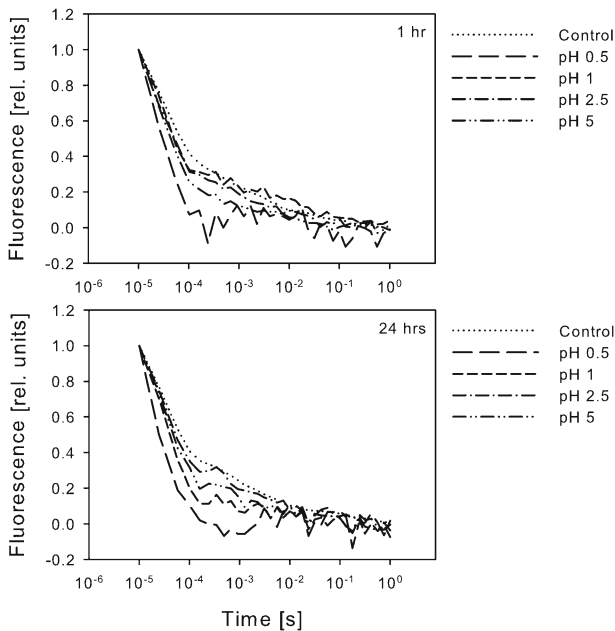 1.2
1.0
0.8
0.6
0.4
0.2
0.0
-0.2
Fluorescence [rel. units]
1 hr
10-6 10-5 10-4 10-3 10-2 10-1 100
Control
pH 0.5
pH 1
pH 2.5
pH 5
1.2
1.0
0.8
0.6
0.4
0.2
0.0
-0.2
Fluorescence [rel. units]
24 hrs
10-6 10-5 10-4 10-3 10-2 10-1 100
Time [s]
Control
pH 0.5
pH 1
pH 2.5
pH 5